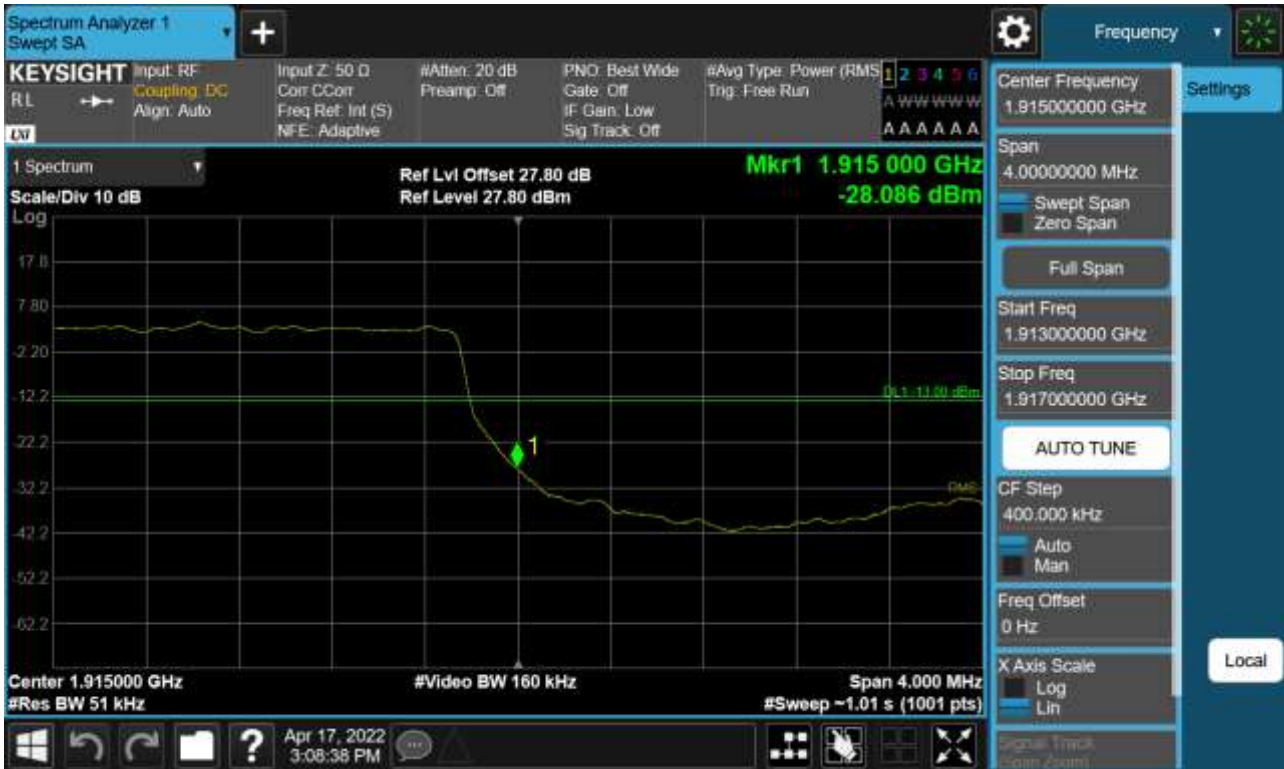 Spectrum Analyzer 1
Swept SA
+
Frequency
KEYSIGHT
RL
LXI
Input: RF
Coupling: DC
Align: Auto
Input Z: 50 Ω
Corr CCorr
Freq Ref: Int (S)
NFE: Adaptive
#Atten: 20 dB
Preamp: Off
PNO: Best Wide
Gate: Off
IF Gain: Low
Sig Track: Off
#Avg Type: Power (RMS
Trig: Free Run
1 2 3 4 5 6
A W W W W W
A A A A A A
1 Spectrum
Scale/Div 10 dB
Log
Ref Lvl Offset 27.80 dB
Ref Level 27.80 dBm
Mkr1 1.915 000 GHz
-28.086 dBm
17.8
7.80
-2.20
-12.2
-22.2
-32.2
-42.2
-52.2
-62.2
DL1 -13.00 dBm
1
RMS
Center 1.915000 GHz
#Res BW 51 kHz
#Video BW 160 kHz
Span 4.000 MHz
#Sweep ~1.01 s (1001 pts)
Center Frequency
1.915000000 GHz
Span
4.00000000 MHz
Swept Span
Zero Span
Full Span
Start Freq
1.913000000 GHz
Stop Freq
1.917000000 GHz
AUTO TUNE
CF Step
400.000 kHz
Auto
Man
Freq Offset
0 Hz
X Axis Scale
Log
Lin
Signal Track
(Span Zoom)
Settings
Local
?
Apr 17, 2022
3:08:38 PM